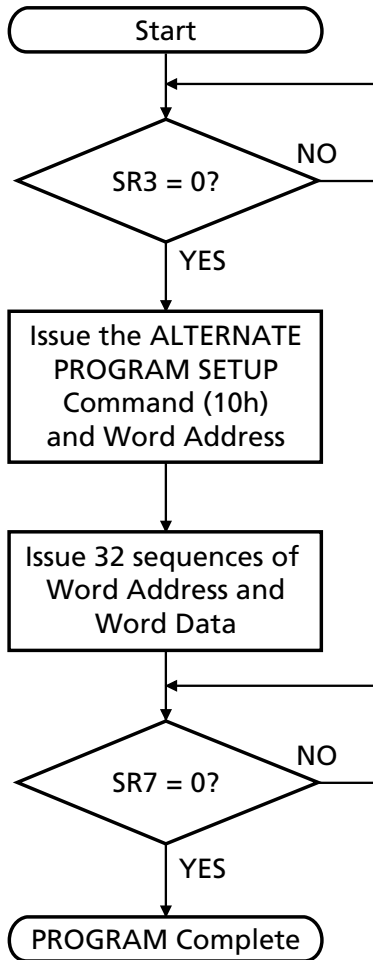 Start
SR3 = 0?
NO
YES
Issue the ALTERNATE
PROGRAM SETUP
Command (10h)
and Word Address
Issue 32 sequences of
Word Address and
Word Data
SR7 = 0?
NO
YES
PROGRAM Complete